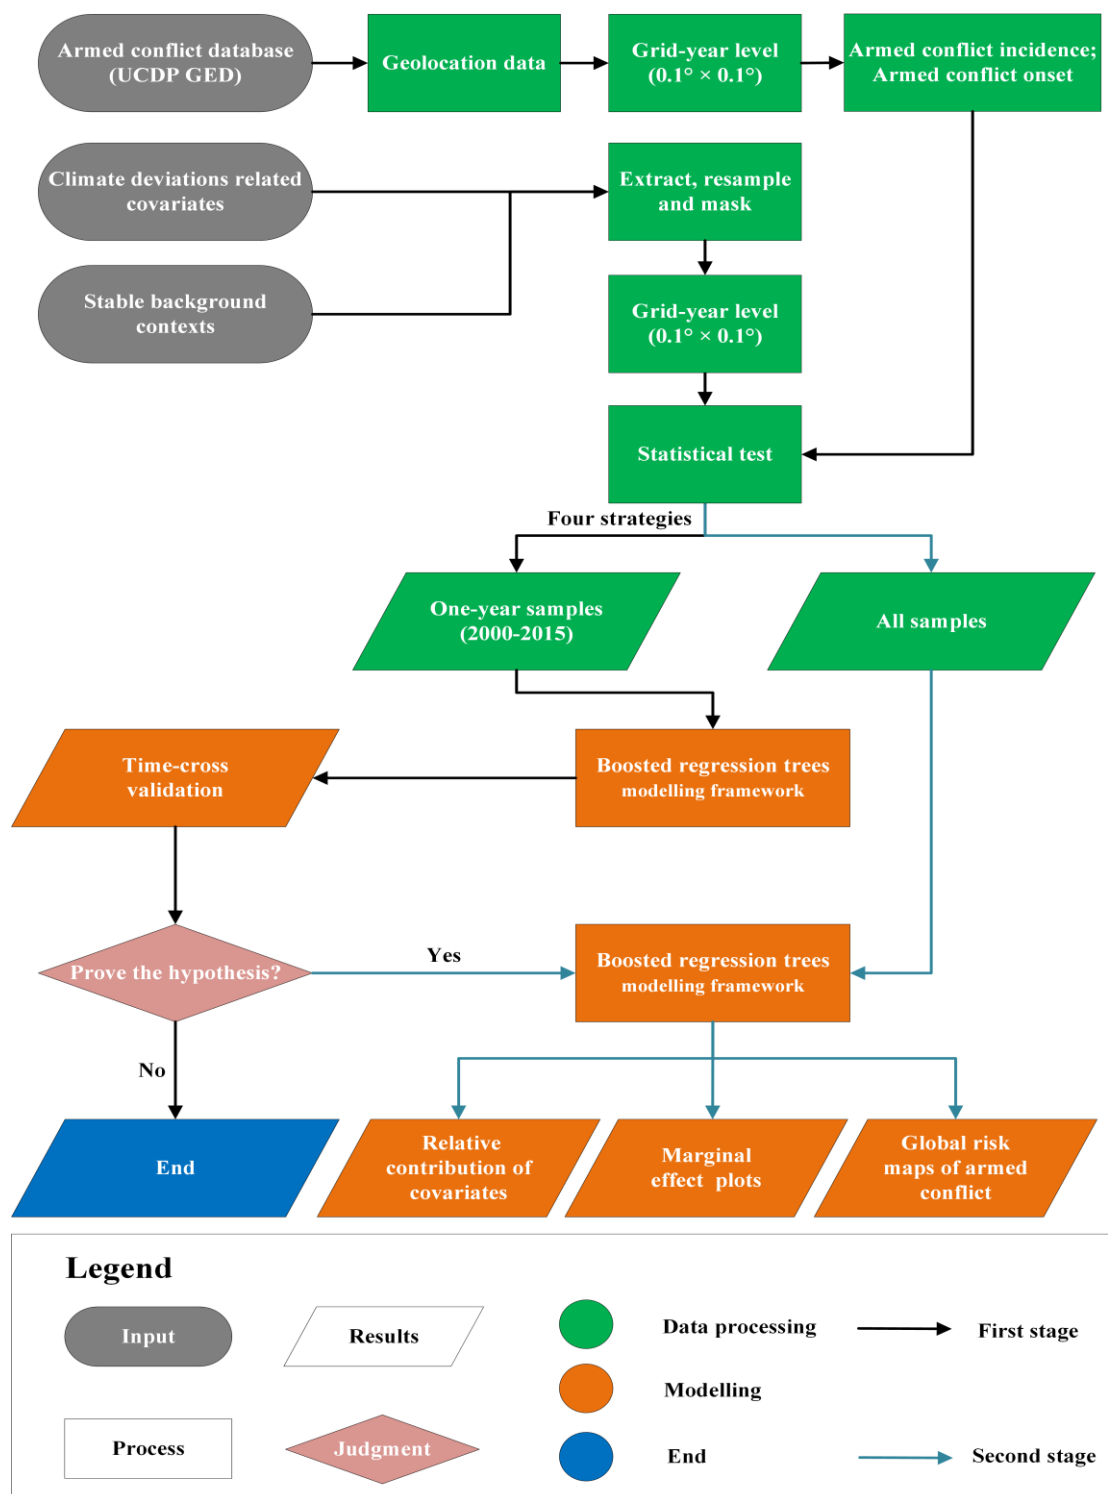 Armed conflict database
(UCDP GED)
Geolocation data
Grid-year level
(0.1° × 0.1°)
Armed conflict incidence;
Armed conflict onset
Climate deviations related
covariates
Extract, resample
and mask
Stable background
contexts
Grid-year level
(0.1° × 0.1°)
Statistical test
Four strategies
One-year samples
(2000-2015)
All samples
Time-cross
validation
Boosted regression trees
modelling framework
Prove the hypothesis?
Yes
Boosted regression trees
modelling framework
No
End
Relative
contribution of
covariates
Marginal
effect plots
Global risk
maps of armed
conflict
Legend
Input
Results
Data processing
First stage
Modelling
Process
Judgment
End
Second stage